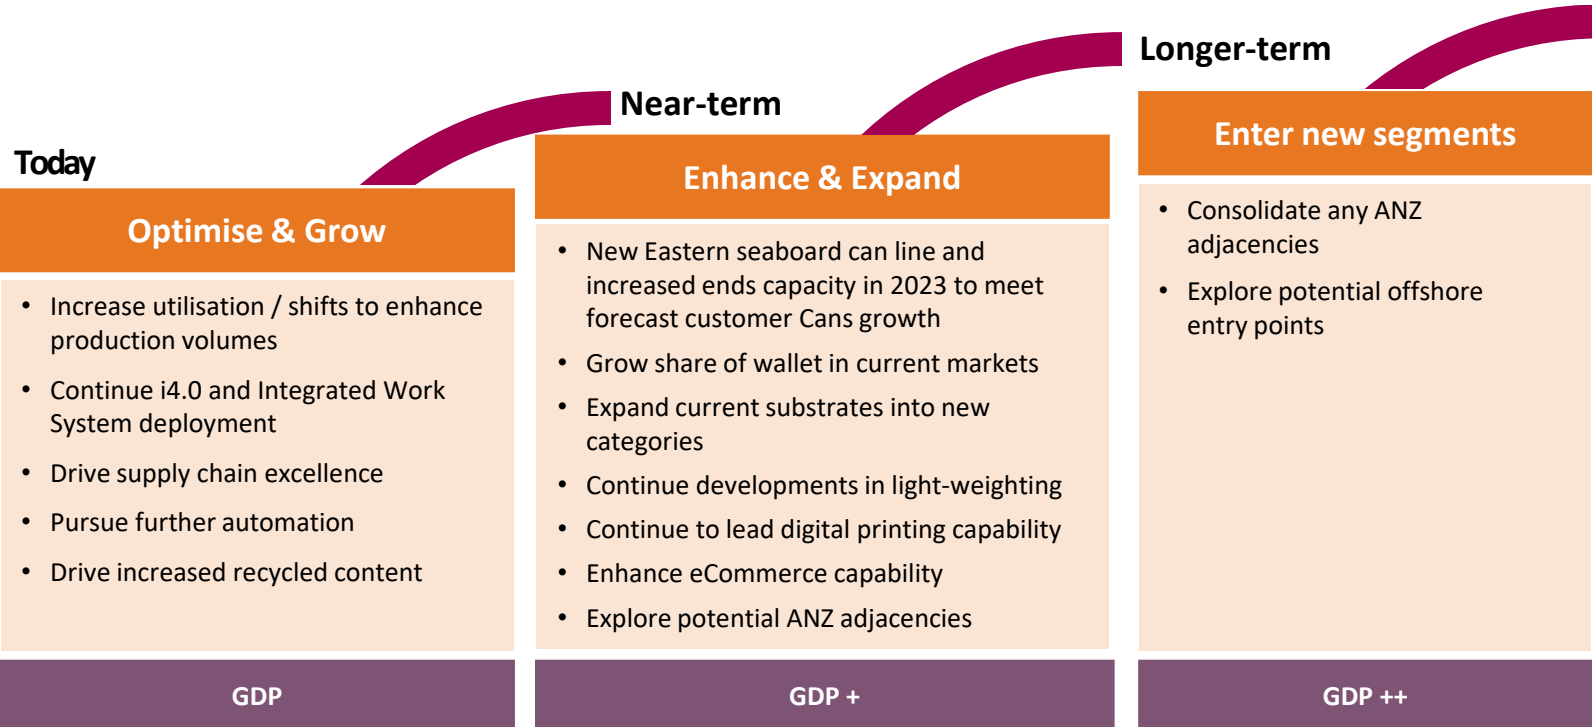 Today
Optimise & Grow
• Increase utilisation / shifts to enhance
production volumes
• Continue i4.0 and Integrated Work
System deployment
• Drive supply chain excellence
• Pursue further automation
• Drive increased recycled content
GDP
Near-term
Enhance & Expand
• New Eastern seaboard can line and
increased ends capacity in 2023 to meet
forecast customer Cans growth
• Grow share of wallet in current markets
• Expand current substrates into new
categories
• Continue developments in light-weighting
• Continue to lead digital printing capability
• Enhance eCommerce capability
• Explore potential ANZ adjacencies
GDP +
Longer-term
Enter new segments
• Consolidate any ANZ
adjacencies
• Explore potential offshore
entry points
GDP ++